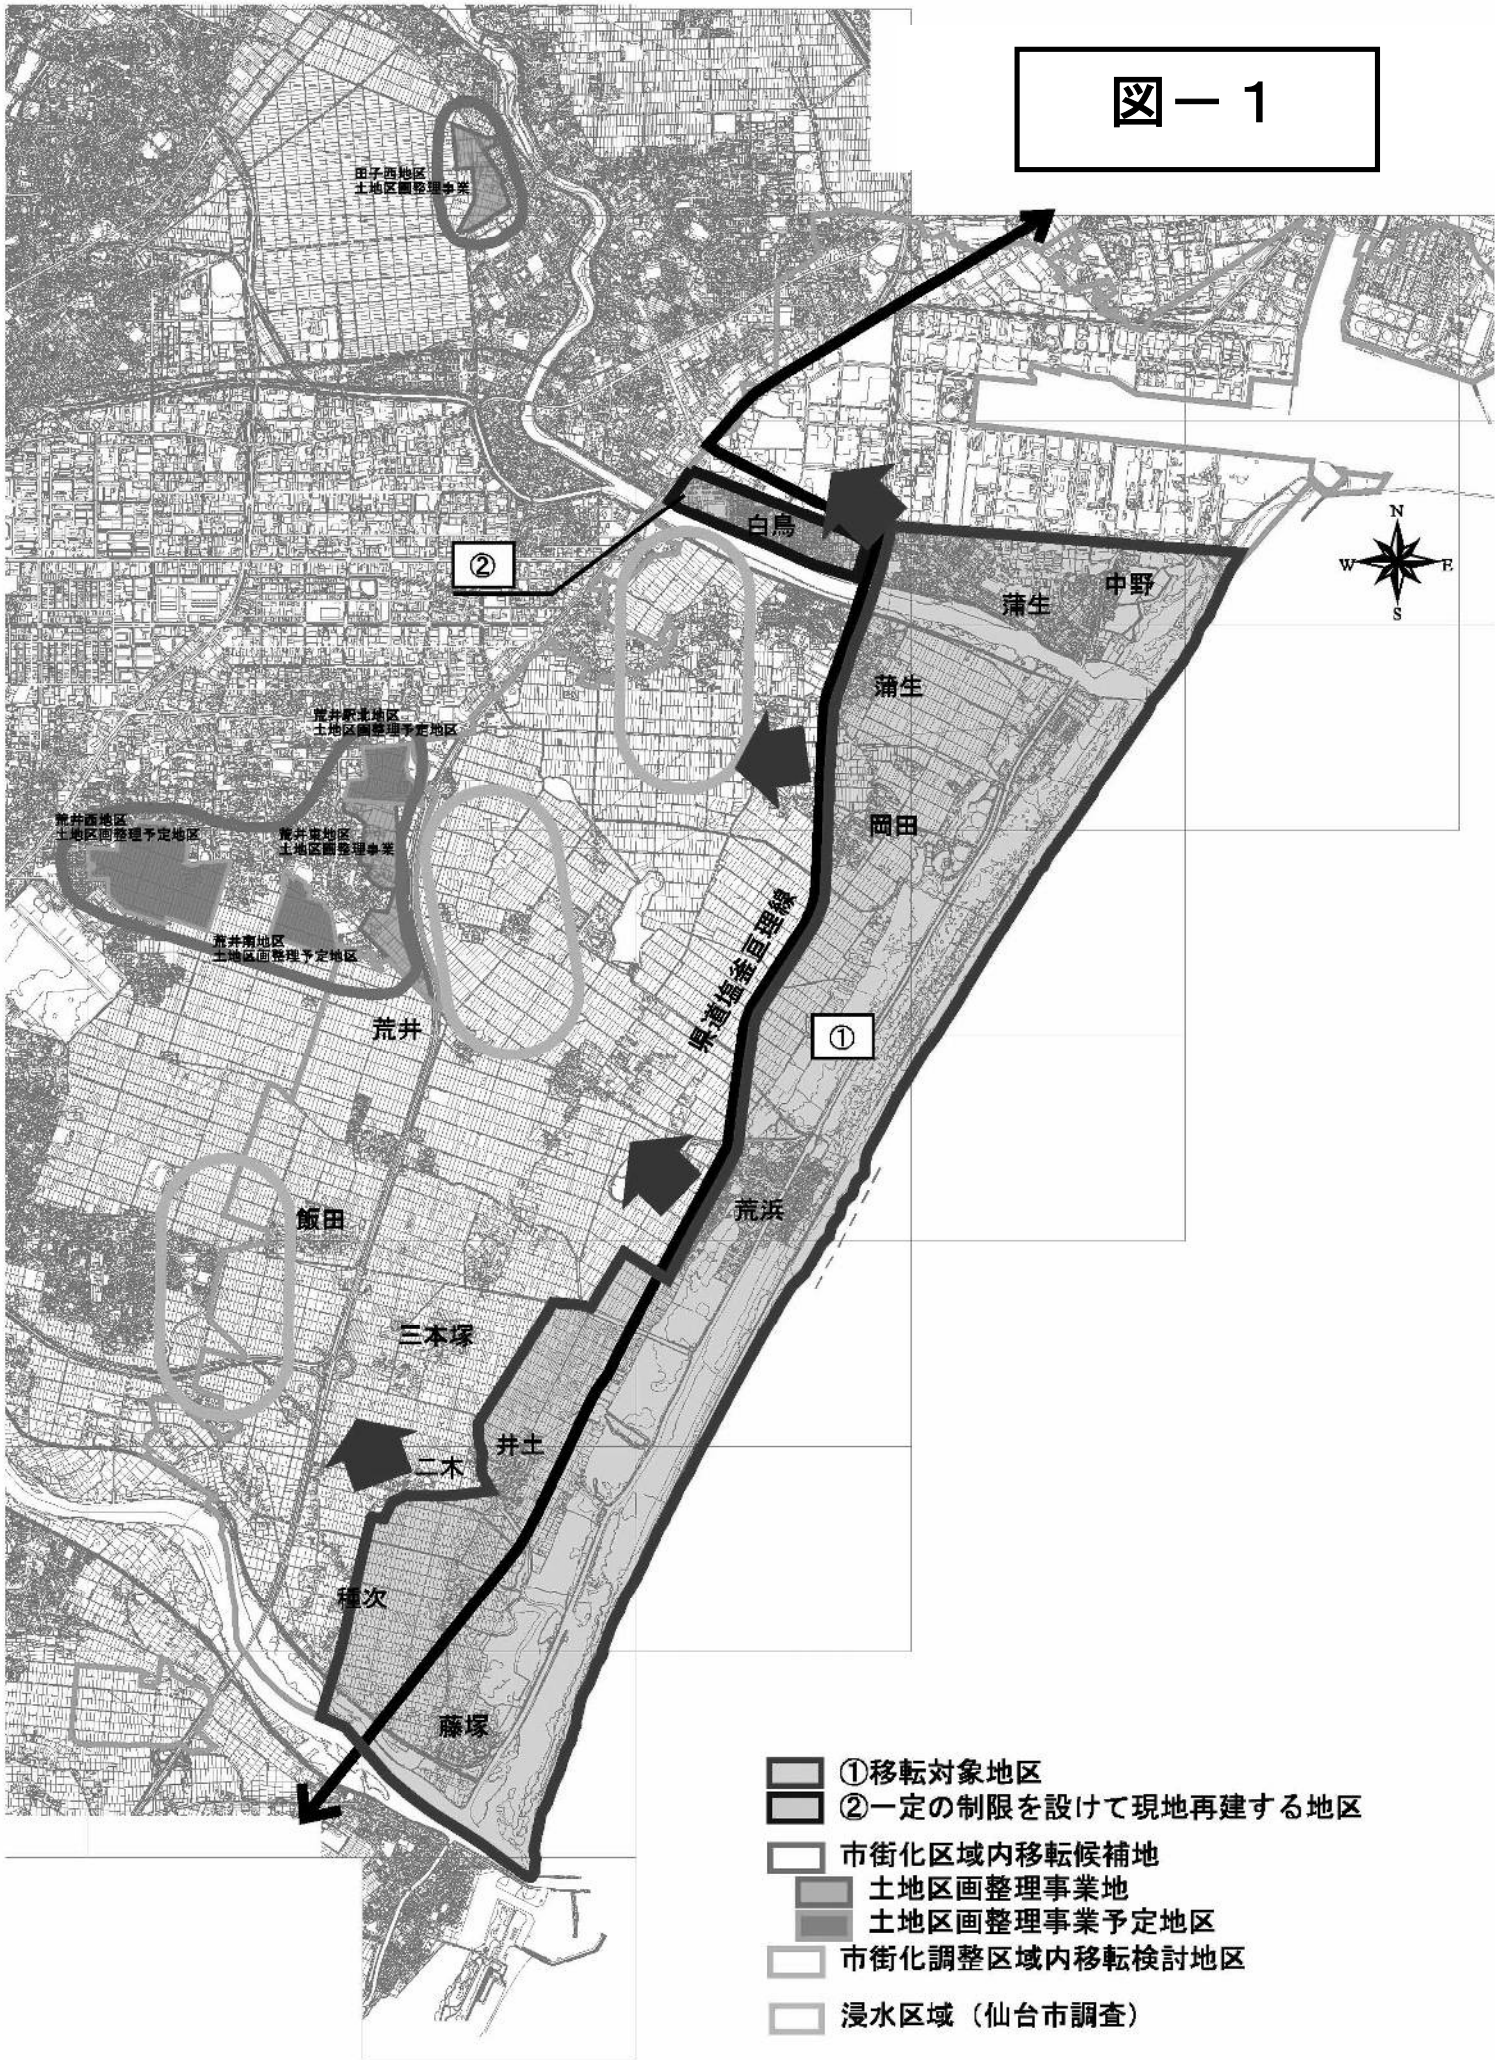 図－１
田子西地区
土地区画整理事業
N
W
E
S
②
白鳥
中野
蒲生
蒲生
荒井駅北地区
土地区画整理予定地区
荒井西地区
土地区画整理予定地区
荒井東地区
土地区画整理事業
岡田
県道塩釜亘理線
荒井南地区
土地区画整理予定地区
荒井
①
荒浜
飯田
三本塚
井土
二木
種次
藤塚
①移転対象地区
②一定の制限を設けて現地再建する地区
市街化区域内移転候補地
土地区画整理事業地
土地区画整理事業予定地区
市街化調整区域内移転検討地区
浸水区域（仙台市調査）